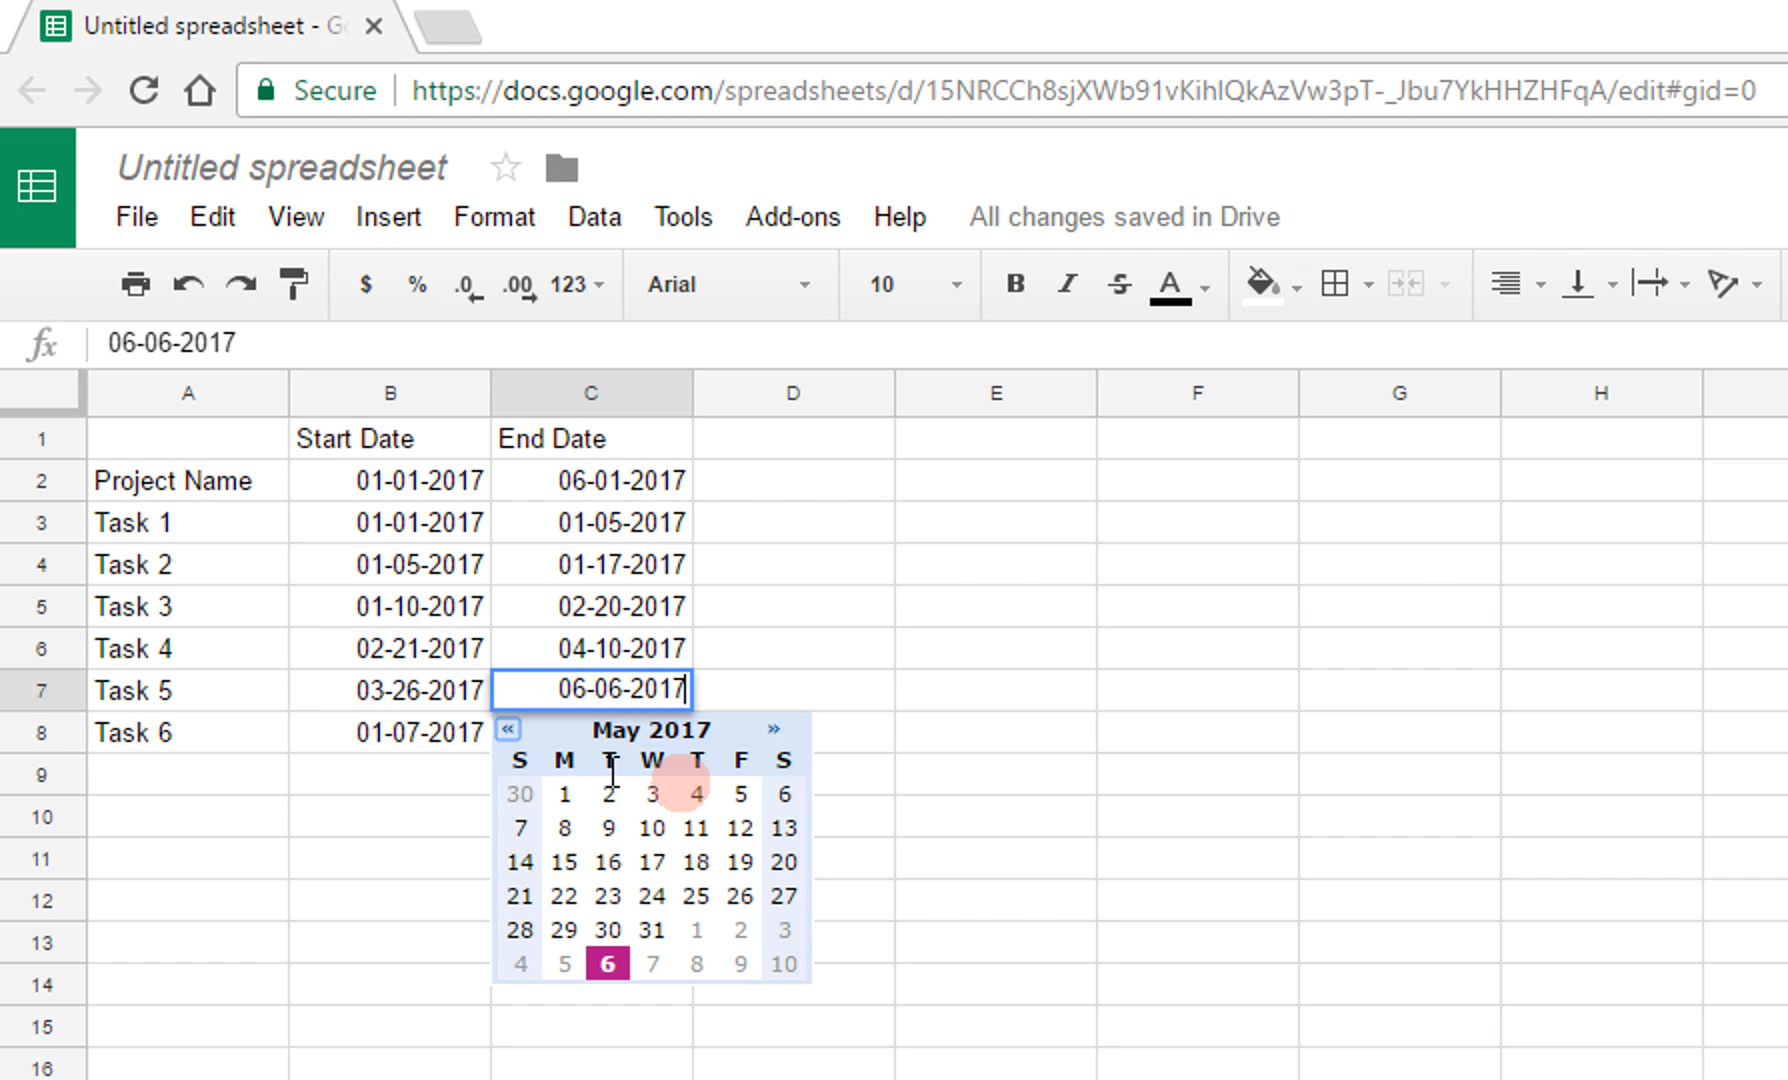 Untitled spreadsheet - Go
Secure https://docs.google.com/spreadsheets/d/15NRCCh8sjXWb91vKihlQkAzVw3pT-_Jbu7YkHHZHFqA/edit#gid=0
Untitled spreadsheet
File Edit View Insert Format Data Tools Add-ons Help All changes saved in Drive
$ % .0 .00 123 Arial 10 B I S A
fx 06-06-2017
A B C D E F G H
1 Start Date End Date
2 Project Name 01-01-2017 06-01-2017
3 Task 1 01-01-2017 01-05-2017
4 Task 2 01-05-2017 01-17-2017
5 Task 3 01-10-2017 02-20-2017
6 Task 4 02-21-2017 04-10-2017
7 Task 5 03-26-2017 06-06-2017
8 Task 6 01-07-2017 « May 2017 »
S M T W T F S
9 30 1 2 3 4 5 6
10 7 8 9 10 11 12 13
11 14 15 16 17 18 19 20
12 21 22 23 24 25 26 27
13 28 29 30 31 1 2 3
14 4 5 6 7 8 9 10
15
16